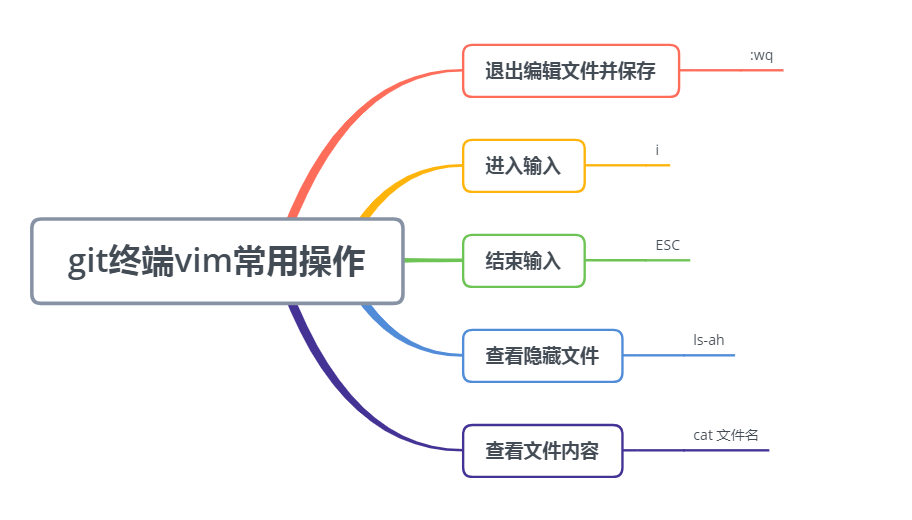 git终端vim常用操作
退出编辑文件并保存
:wq
进入输入
i
结束输入
ESC
查看隐藏文件
ls-ah
查看文件内容
cat 文件名